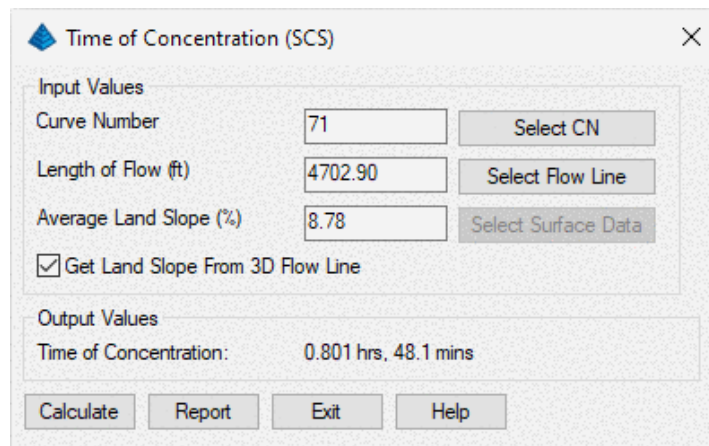 Time of Concentration (SCS)
Input Values
Curve Number 71 Select CN
Length of Flow (ft) 4702.90 Select Flow Line
Average Land Slope (%) 8.78 Select Surface Data
Get Land Slope From 3D Flow Line
Output Values
Time of Concentration: 0.801 hrs, 48.1 mins
Calculate Report Exit Help